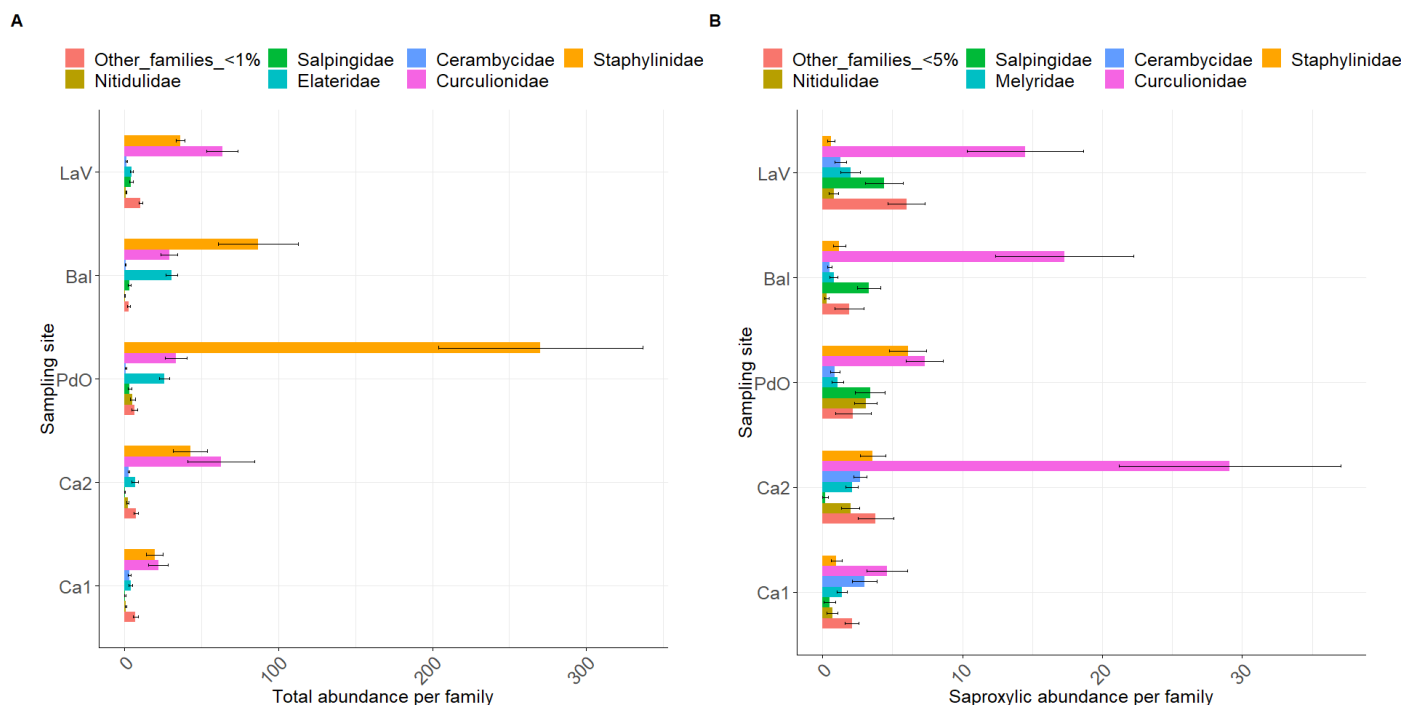 A
Other_families_<1% Salpingidae Cerambycidae Staphylinidae
Nitidulidae Elateridae Curculionidae
Sampling site
LaV
Bal
PdO
Ca2
Ca1
0 100 200 300
Total abundance per family
B
Other_families_<5% Salpingidae Cerambycidae Staphylinidae
Nitidulidae Melyridae Curculionidae
Sampling site
LaV
Bal
PdO
Ca2
Ca1
0 10 20 30
Saproxylic abundance per family